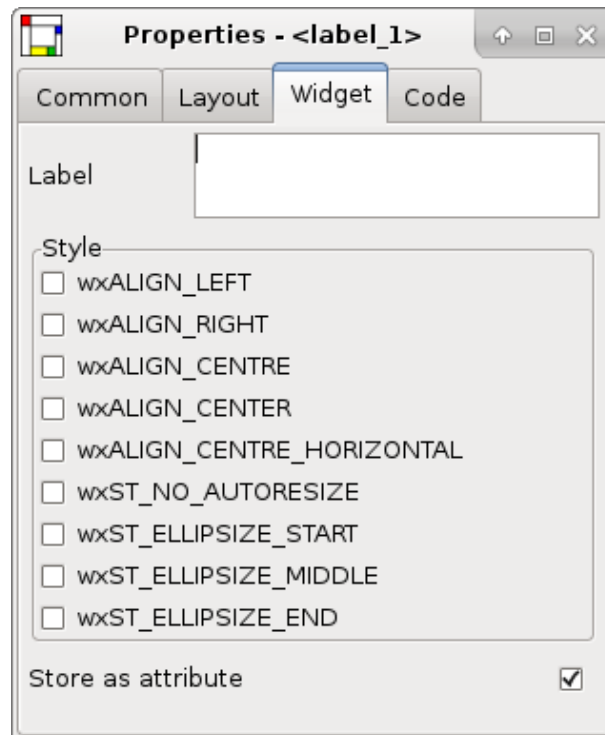 Properties - <label_1>
Common Layout Widget Code
Label
Style
wxALIGN_LEFT
wxALIGN_RIGHT
wxALIGN_CENTRE
wxALIGN_CENTER
wxALIGN_CENTRE_HORIZONTAL
wxST_NO_AUTORESIZE
wxST_ELLIPSIZE_START
wxST_ELLIPSIZE_MIDDLE
wxST_ELLIPSIZE_END
Store as attribute